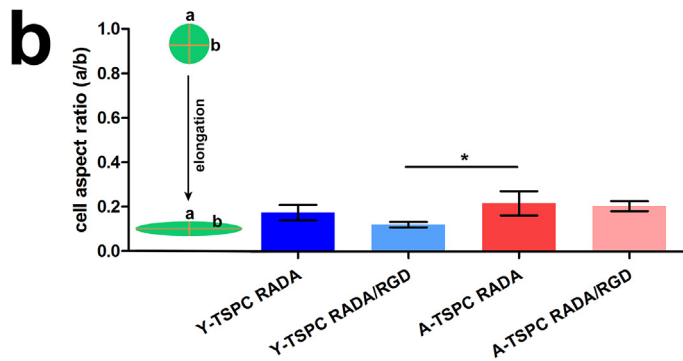 b
cell aspect ratio (a/b)
1.0
0.8
0.6
0.4
0.2
0.0
a
b
elongation
a
b
*
Y-TSPC RADA
Y-TSPC RADA/RGD
A-TSPC RADA
A-TSPC RADA/RGD